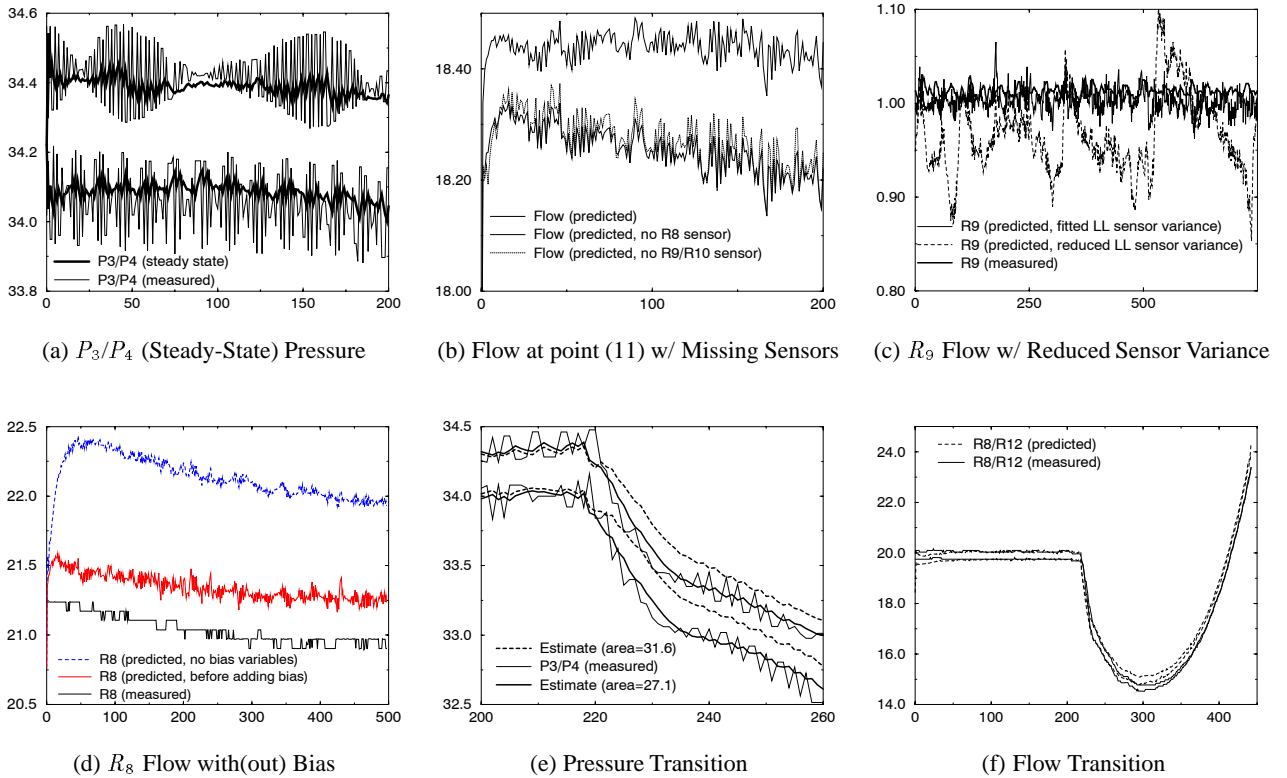 34.6
34.4
34.2
34.0
33.8
P3/P4 (steady state)
P3/P4 (measured)
0 50 100 150 200
(a) P3/P4 (Steady-State) Pressure
18.40
18.20
18.00
Flow (predicted)
Flow (predicted, no R8 sensor)
Flow (predicted, no R9/R10 sensor)
0 100 200
(b) Flow at point (11) w/ Missing Sensors
1.10
1.00
0.90
0.80
R9 (predicted, fitted LL sensor variance)
R9 (predicted, reduced LL sensor variance)
R9 (measured)
0 250 500
(c) R9 Flow w/ Reduced Sensor Variance
22.5
22.0
21.5
21.0
20.5
R8 (predicted, no bias variables)
R8 (predicted, before adding bias)
R8 (measured)
0 100 200 300 400 500
(d) R8 Flow with(out) Bias
34.5
34.0
33.5
33.0
32.5
Estimate (area=31.6)
P3/P4 (measured)
Estimate (area=27.1)
200 220 240 260
(e) Pressure Transition
24.0
22.0
20.0
18.0
16.0
14.0
R8/R12 (predicted)
R8/R12 (measured)
0 100 200 300 400
(f) Flow Transition